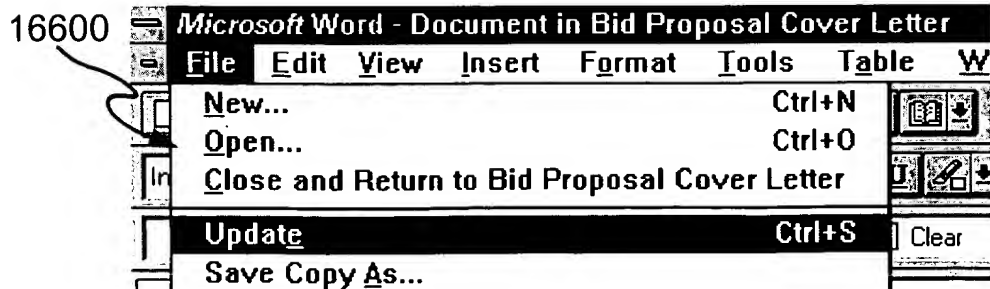 16600
Microsoft Word - Document in Bid Proposal Cover Letter
File Edit View Insert Format Tools Table W
New... Ctrl+N
Open... Ctrl+O
In
Close and Return to Bid Proposal Cover Letter U
Update Ctrl+S Clear
Save Copy As...